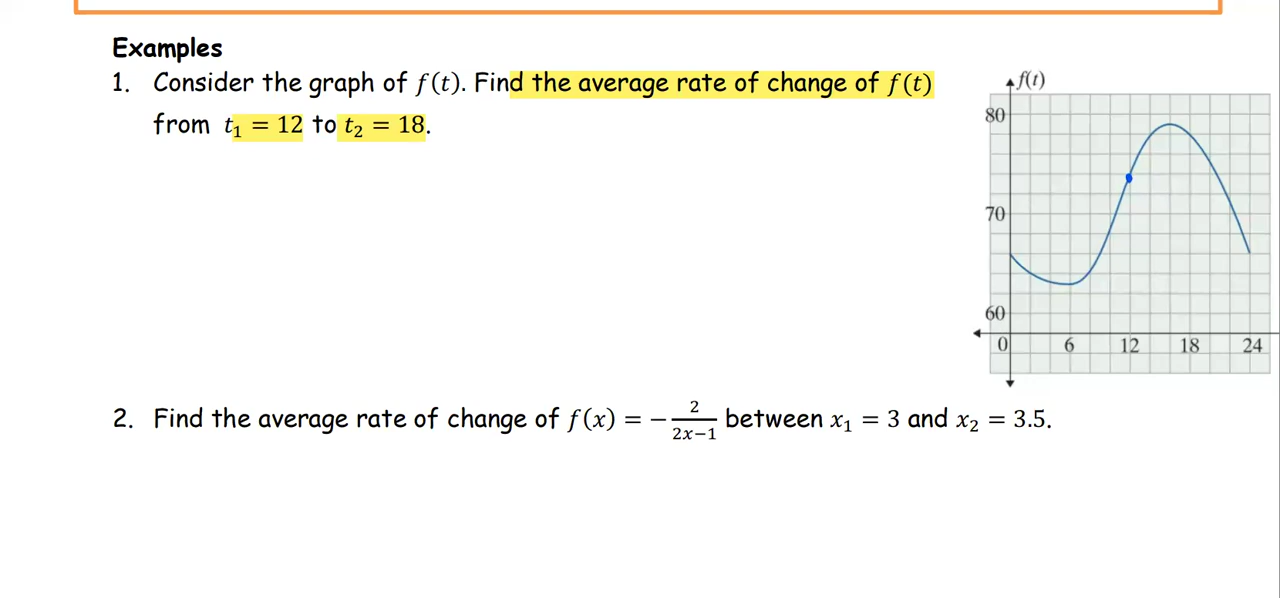 Examples
1. Consider the graph of f(t). Find the average rate of change of f(t)
from t₁ = 12 to t₂ = 18.
f(t)
80
70
60
0 6 12 18 24
2. Find the average rate of change of f(x) = −2/(2x−1) between x₁ = 3 and x₂ = 3.5.